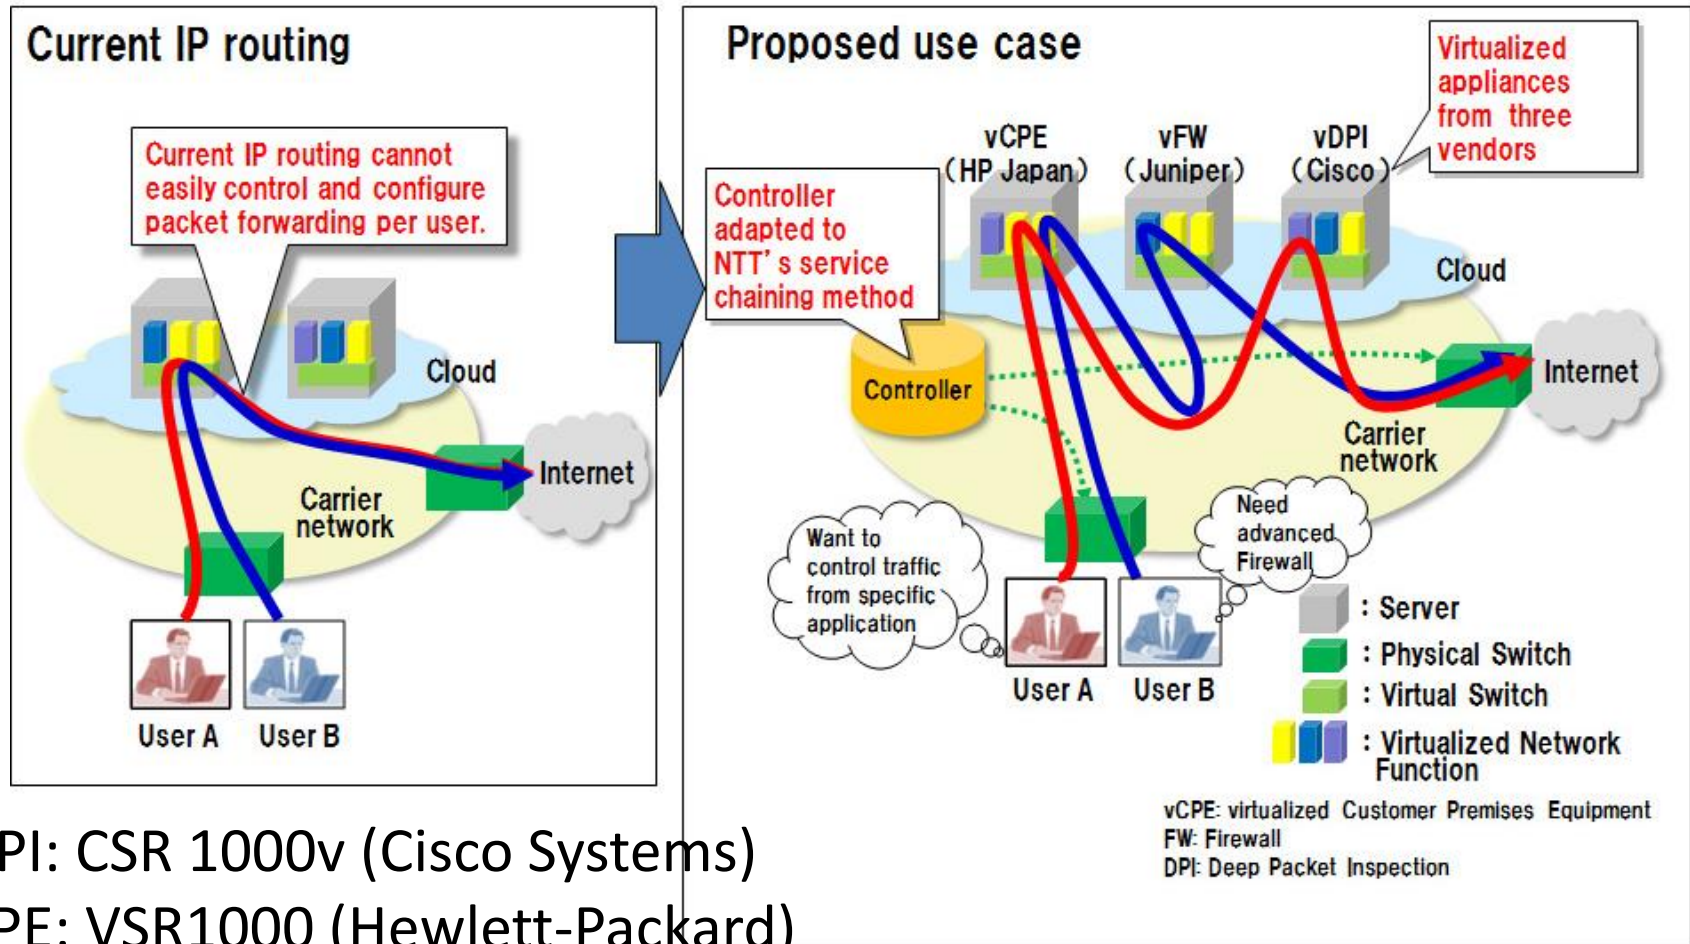 Current IP routing
Current IP routing cannot
easily control and configure
packet forwarding per user.
Cloud
Internet
Carrier
network
User A
User B
Proposed use case
Virtualized
appliances
from three
vendors
vCPE
(HP Japan)
vFW
(Juniper)
vDPI
(Cisco)
Controller
adapted to
NTT's service
chaining method
Cloud
Controller
Internet
Carrier
network
Want to
control traffic
from specific
application
Need
advanced
Firewall
User A
User B
: Server
: Physical Switch
: Virtual Switch
: Virtualized Network
Function
vCPE: virtualized Customer Premises Equipment
FW: Firewall
DPI: Deep Packet Inspection
PI: CSR 1000v (Cisco Systems)
PE: VSR1000 (Hewlett-Packard)